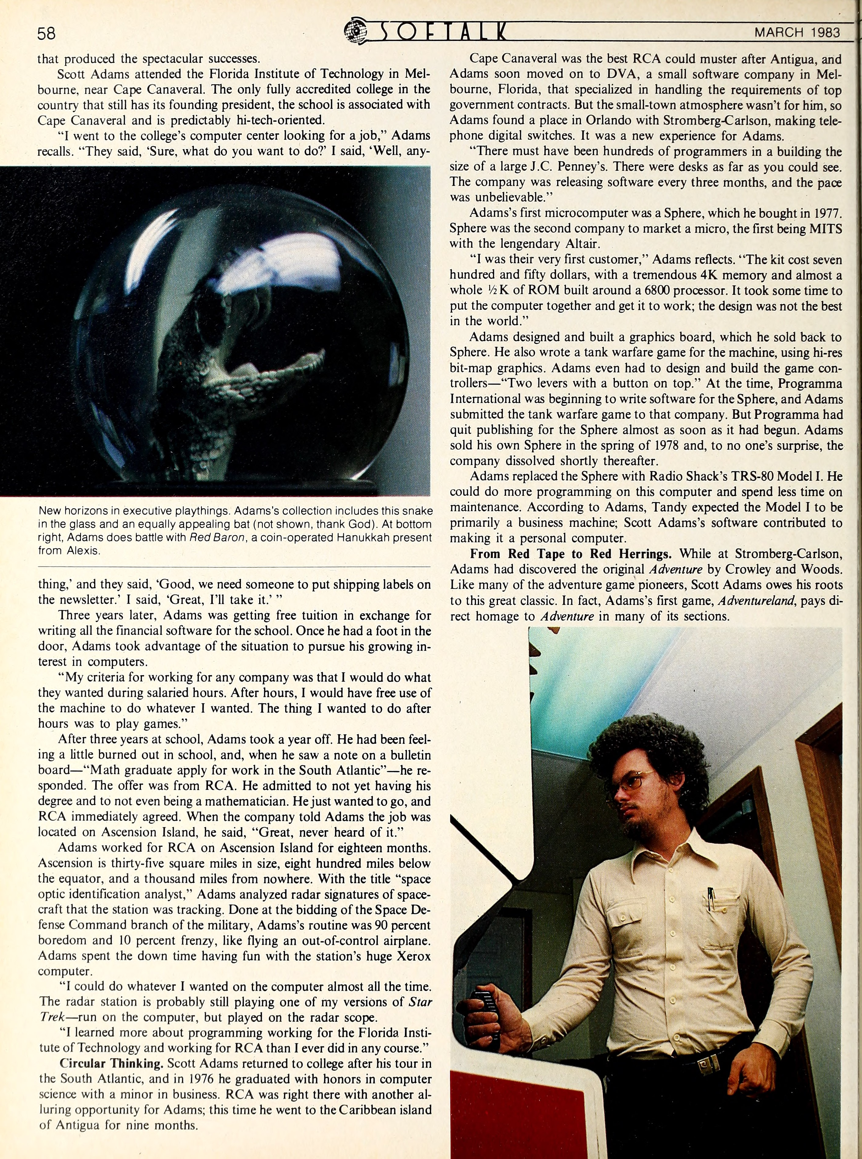 58
SOFTALK
MARCH 1983
that produced the spectacular successes.
Scott Adams attended the Florida Institute of Technology in Mel-
bourne, near Cape Canaveral. The only fully accredited college in the
country that still has its founding president, the school is associated with
Cape Canaveral and is predictably hi-tech-oriented.
“I went to the college's computer center looking for a job,” Adams
recalls. “They said, ‘Sure, what do you want to do?’ I said, ‘Well, any-
New horizons in executive playthings. Adams's collection includes this snake
in the glass and an equally appealing bat (not shown, thank God). At bottom
right, Adams does battle with Red Baron, a coin-operated Hanukkah present
from Alexis.
thing,’ and they said, ‘Good, we need someone to put shipping labels on
the newsletter.’ I said, ‘Great, I'll take it.’ ”
Three years later, Adams was getting free tuition in exchange for
writing all the financial software for the school. Once he had a foot in the
door, Adams took advantage of the situation to pursue his growing in-
terest in computers.
“My criteria for working for any company was that I would do what
they wanted during salaried hours. After hours, I would have free use of
the machine to do whatever I wanted. The thing I wanted to do after
hours was to play games.”
After three years at school, Adams took a year off. He had been feel-
ing a little burned out in school, and, when he saw a note on a bulletin
board—“Math graduate apply for work in the South Atlantic”—he re-
sponded. The offer was from RCA. He admitted to not yet having his
degree and to not even being a mathematician. He just wanted to go, and
RCA immediately agreed. When the company told Adams the job was
located on Ascension Island, he said, “Great, never heard of it.”
Adams worked for RCA on Ascension Island for eighteen months.
Ascension is thirty-five square miles in size, eight hundred miles below
the equator, and a thousand miles from nowhere. With the title “space
optic identification analyst,” Adams analyzed radar signatures of space-
craft that the station was tracking. Done at the bidding of the Space De-
fense Command branch of the military, Adams's routine was 90 percent
boredom and 10 percent frenzy, like flying an out-of-control airplane.
Adams spent the down time having fun with the station's huge Xerox
computer.
“I could do whatever I wanted on the computer almost all the time.
The radar station is probably still playing one of my versions of Star
Trek—run on the computer, but played on the radar scope.
“I learned more about programming working for the Florida Insti-
tute of Technology and working for RCA than I ever did in any course.”
Circular Thinking. Scott Adams returned to college after his tour in
the South Atlantic, and in 1976 he graduated with honors in computer
science with a minor in business. RCA was right there with another al-
luring opportunity for Adams; this time he went to the Caribbean island
of Antigua for nine months.
Cape Canaveral was the best RCA could muster after Antigua, and
Adams soon moved on to DVA, a small software company in Mel-
bourne, Florida, that specialized in handling the requirements of top
government contracts. But the small-town atmosphere wasn't for him, so
Adams found a place in Orlando with Stromberg-Carlson, making tele-
phone digital switches. It was a new experience for Adams.
“There must have been hundreds of programmers in a building the
size of a large J.C. Penney's. There were desks as far as you could see.
The company was releasing software every three months, and the pace
was unbelievable.”
Adams's first microcomputer was a Sphere, which he bought in 1977.
Sphere was the second company to market a micro, the first being MITS
with the lengendary Altair.
“I was their very first customer,” Adams reflects. “The kit cost seven
hundred and fifty dollars, with a tremendous 4K memory and almost a
whole ½K of ROM built around a 6800 processor. It took some time to
put the computer together and get it to work; the design was not the best
in the world.”
Adams designed and built a graphics board, which he sold back to
Sphere. He also wrote a tank warfare game for the machine, using hi-res
bit-map graphics. Adams even had to design and build the game con-
trollers—“Two levers with a button on top.” At the time, Programma
International was beginning to write software for the Sphere, and Adams
submitted the tank warfare game to that company. But Programma had
quit publishing for the Sphere almost as soon as it had begun. Adams
sold his own Sphere in the spring of 1978 and, to no one's surprise, the
company dissolved shortly thereafter.
Adams replaced the Sphere with Radio Shack's TRS-80 Model I. He
could do more programming on this computer and spend less time on
maintenance. According to Adams, Tandy expected the Model I to be
primarily a business machine; Scott Adams's software contributed to
making it a personal computer.
From Red Tape to Red Herrings. While at Stromberg-Carlson,
Adams had discovered the original Adventure by Crowley and Woods.
Like many of the adventure game pioneers, Scott Adams owes his roots
to this great classic. In fact, Adams's first game, Adventureland, pays di-
rect homage to Adventure in many of its sections.